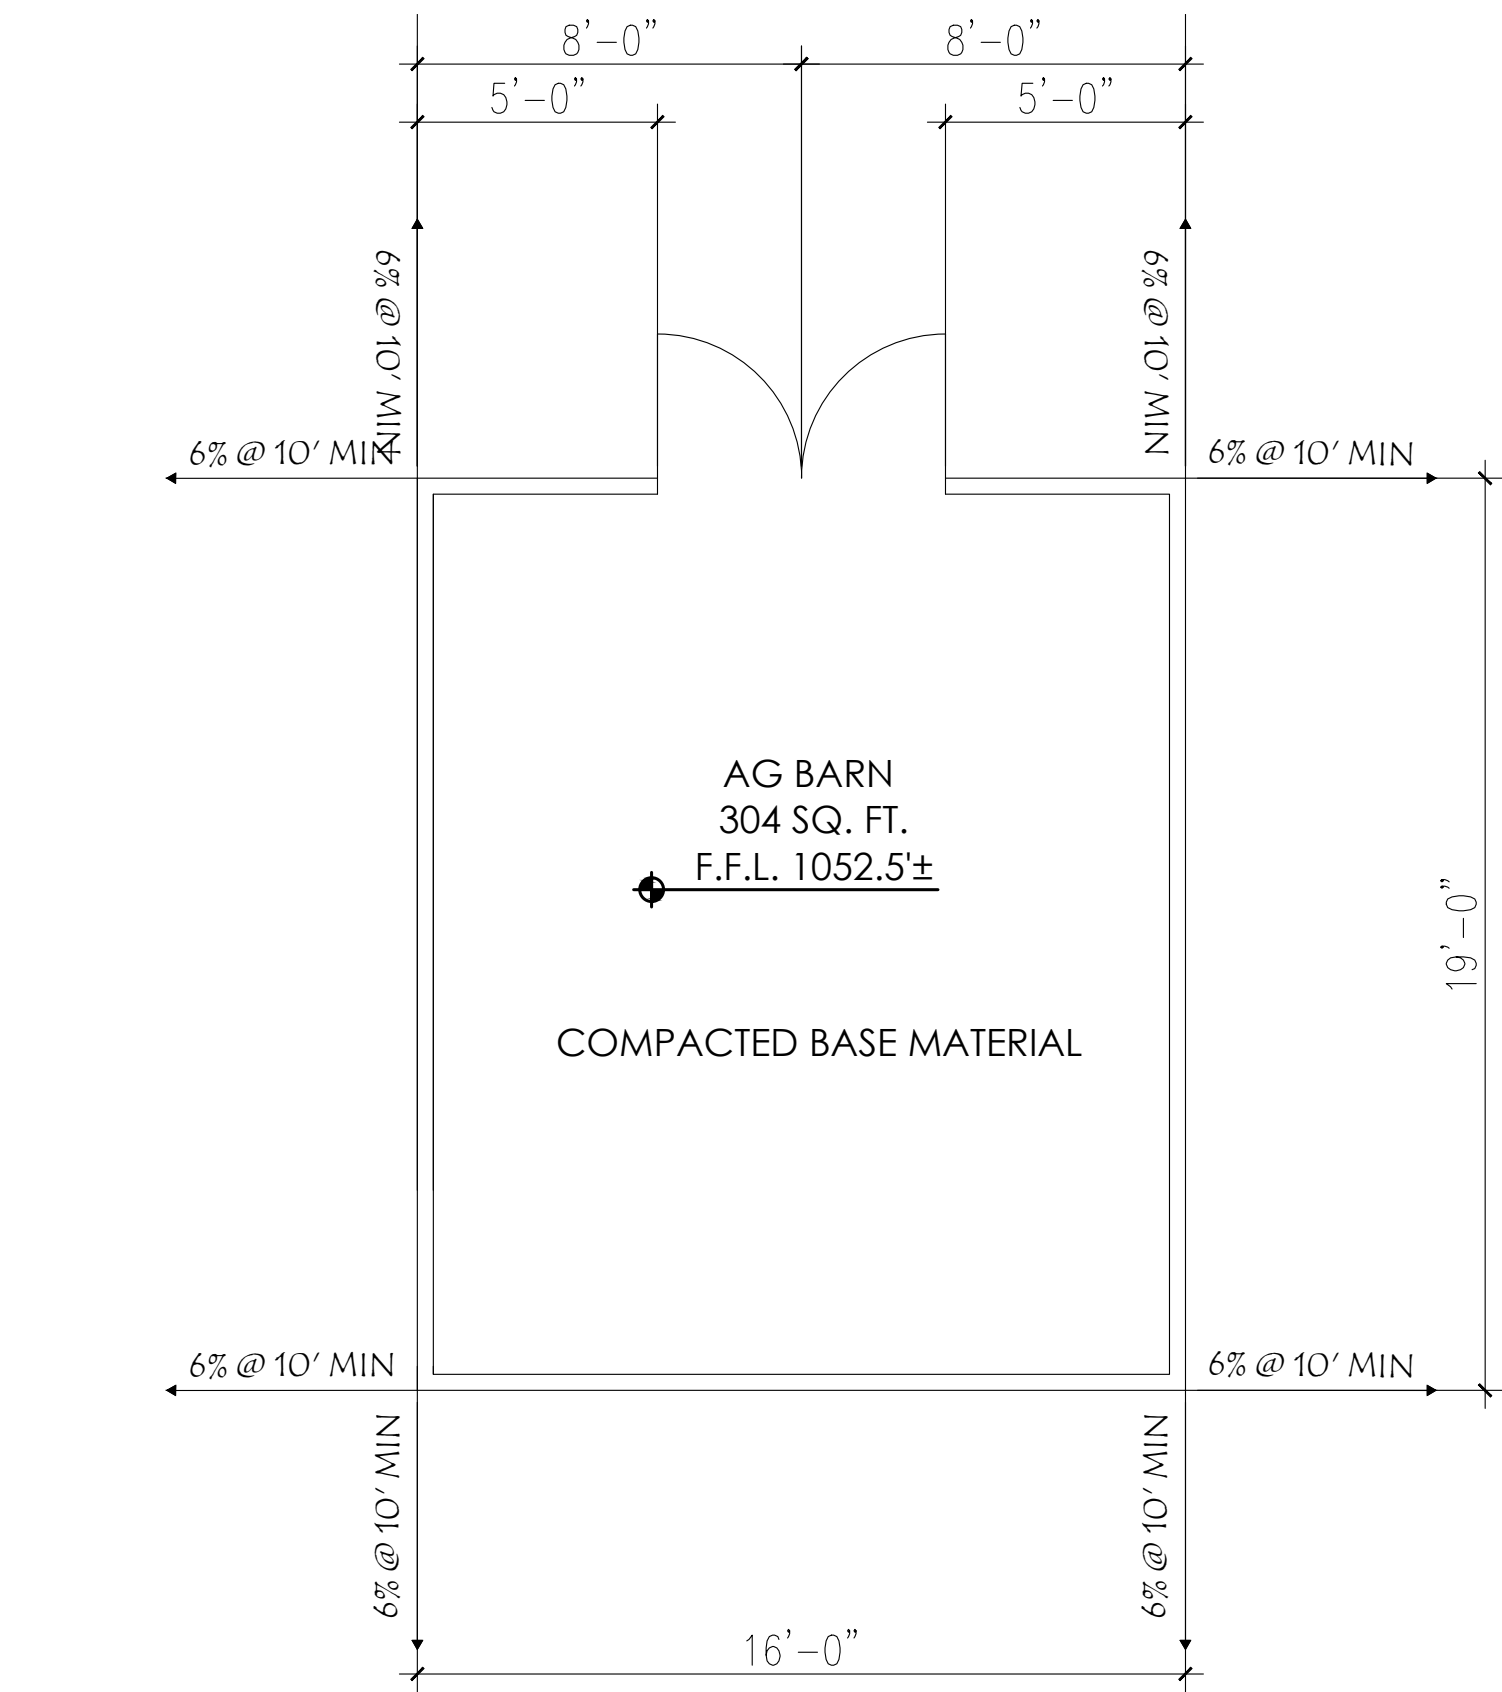 8'-0" 8'-0"
5'-0" 5'-0"
6% @ 10' MIN
6% @ 10' MIN
6% @ 10' MIN
6% @ 10' MIN
AG BARN
304 SQ. FT.
F.F.L. 1052.5'±
19'-0"
COMPACTED BASE MATERIAL
6% @ 10' MIN
6% @ 10' MIN
6% @ 10' MIN
6% @ 10' MIN
16'-0"